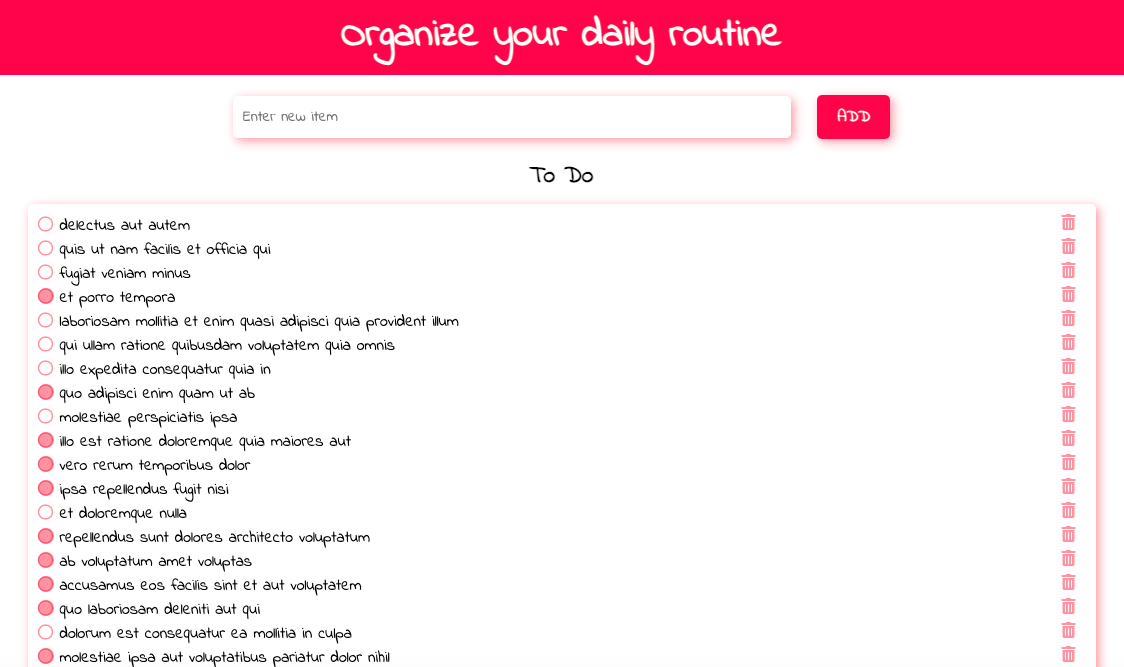 Organize your daily routine
Enter new item
ADD
To Do
delectus aut autem
quis ut nam facilis et officia qui
fugiat veniam minus
et porro tempora
laboriosam mollitia et enim quasi adipisci quia provident illum
qui ullam ratione quibusdam voluptatem quia omnis
illo expedita consequatur quia in
quo adipisci enim quam ut ab
molestiae perspiciatis ipsa
illo est ratione doloremque quia maiores aut
vero rerum temporibus dolor
ipsa repellendus fugit nisi
et doloremque nulla
repellendus sunt dolores architecto voluptatum
ab voluptatum amet voluptas
accusamus eos facilis sint et aut voluptatem
quo laboriosam deleniti aut qui
dolorum est consequatur ea mollitia in culpa
molestiae ipsa aut voluptatibus pariatur dolor nihil